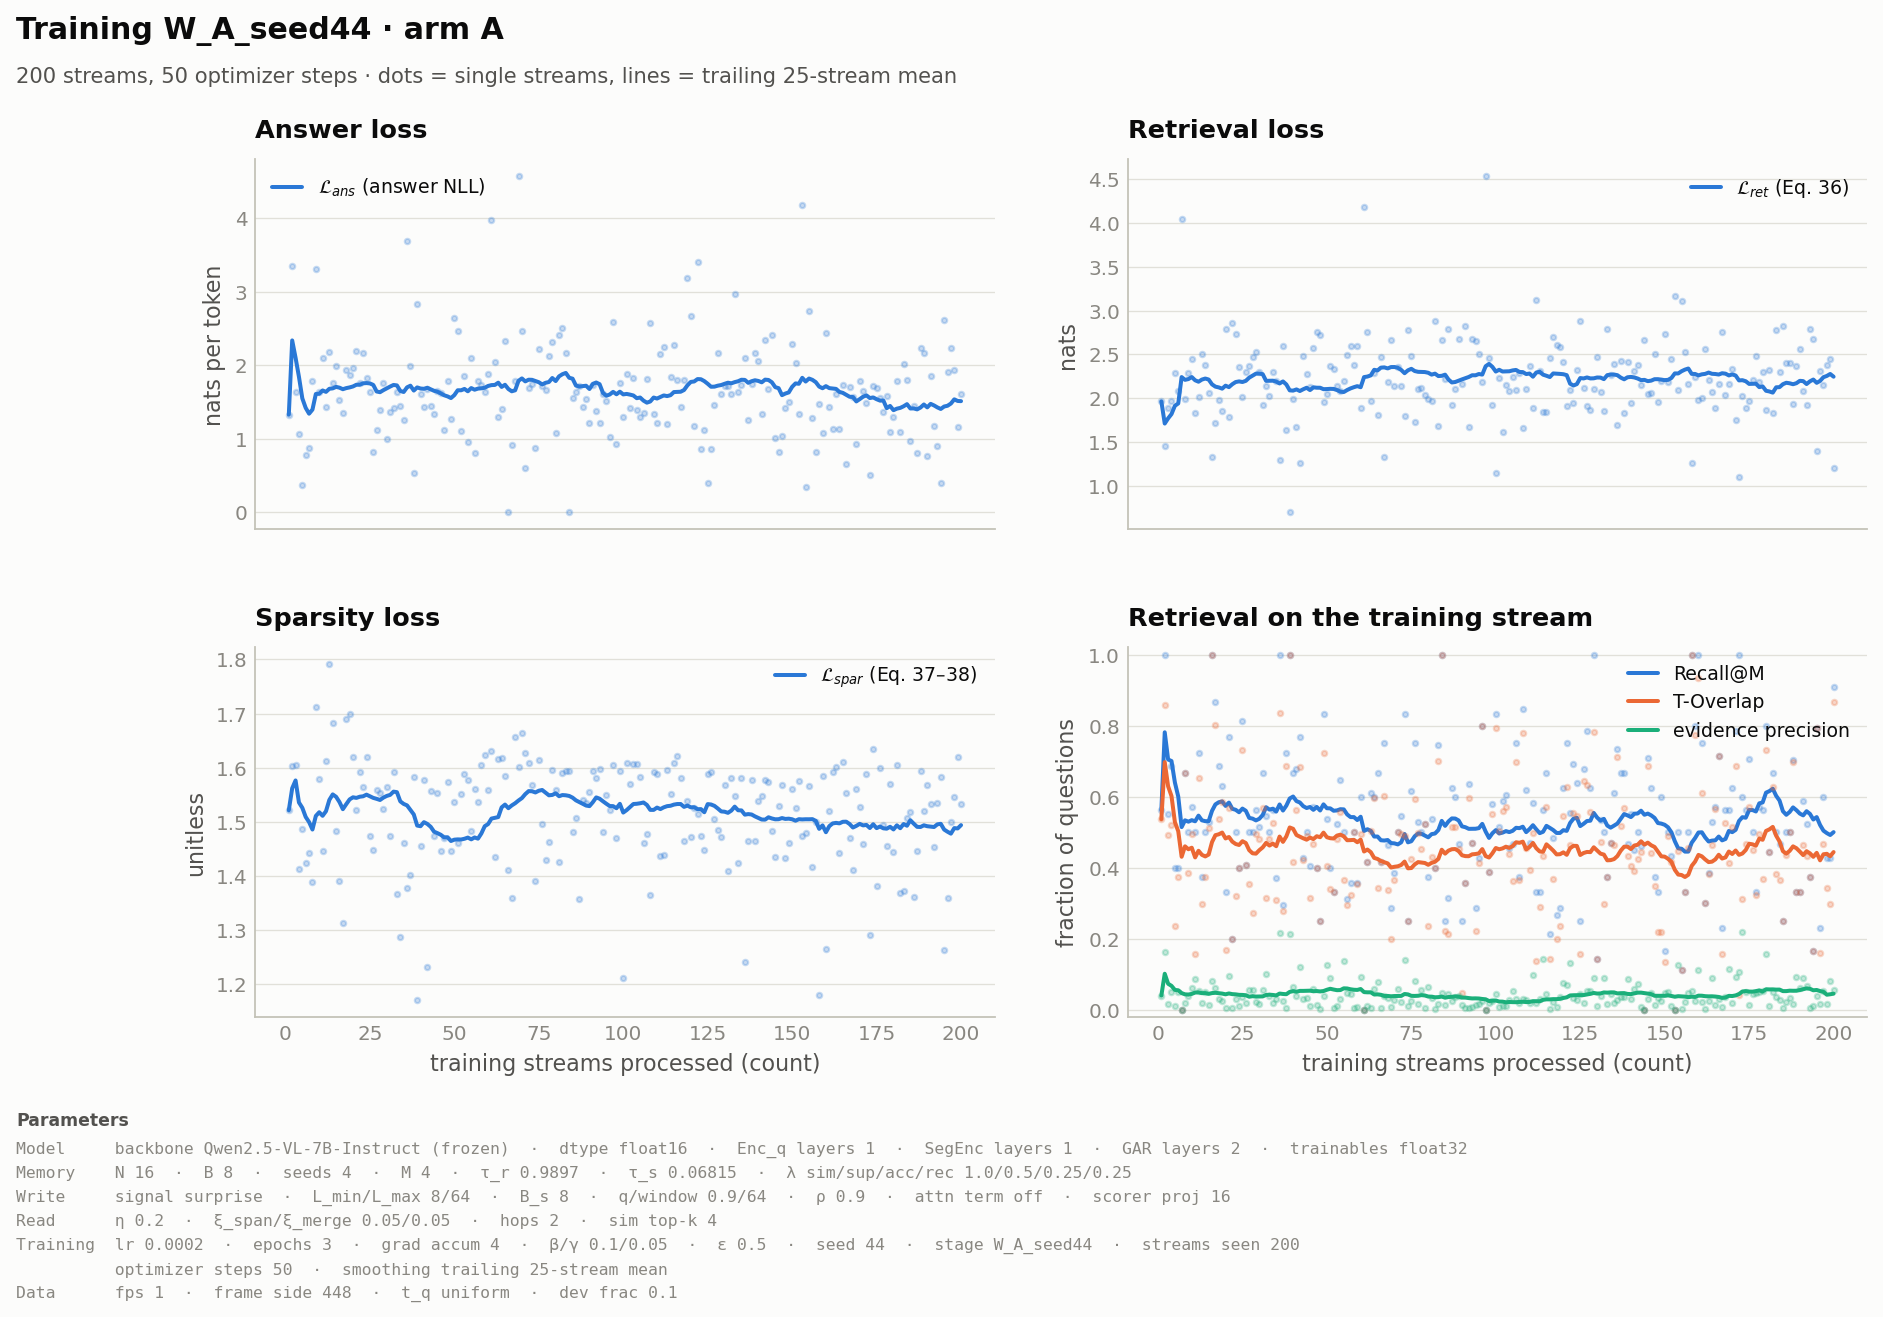 Training W_A_seed44 · arm A
200 streams, 50 optimizer steps · dots = single streams, lines = trailing 25-stream mean
Answer loss
ℒans (answer NLL)
nats per token
4
3
2
1
0
Retrieval loss
ℒret (Eq. 36)
nats
4.5
4.0
3.5
3.0
2.5
2.0
1.5
1.0
Sparsity loss
ℒspar (Eq. 37–38)
unitless
1.8
1.7
1.6
1.5
1.4
1.3
1.2
0 25 50 75 100 125 150 175 200
training streams processed (count)
Retrieval on the training stream
Recall@M
T-Overlap
evidence precision
fraction of questions
1.0
0.8
0.6
0.4
0.2
0.0
0 25 50 75 100 125 150 175 200
training streams processed (count)
Parameters
Model backbone Qwen2.5-VL-7B-Instruct (frozen) · dtype float16 · Enc_q layers 1 · SegEnc layers 1 · GAR layers 2 · trainables float32
Memory N 16 · B 8 · seeds 4 · M 4 · τ_r 0.9897 · τ_s 0.06815 · λ sim/sup/acc/rec 1.0/0.5/0.25/0.25
Write signal surprise · L_min/L_max 8/64 · B_s 8 · q/window 0.9/64 · ρ 0.9 · attn term off · scorer proj 16
Read η 0.2 · ξ_span/ξ_merge 0.05/0.05 · hops 2 · sim top-k 4
Training lr 0.0002 · epochs 3 · grad accum 4 · β/γ 0.1/0.05 · ε 0.5 · seed 44 · stage W_A_seed44 · streams seen 200
optimizer steps 50 · smoothing trailing 25-stream mean
Data fps 1 · frame side 448 · t_q uniform · dev frac 0.1